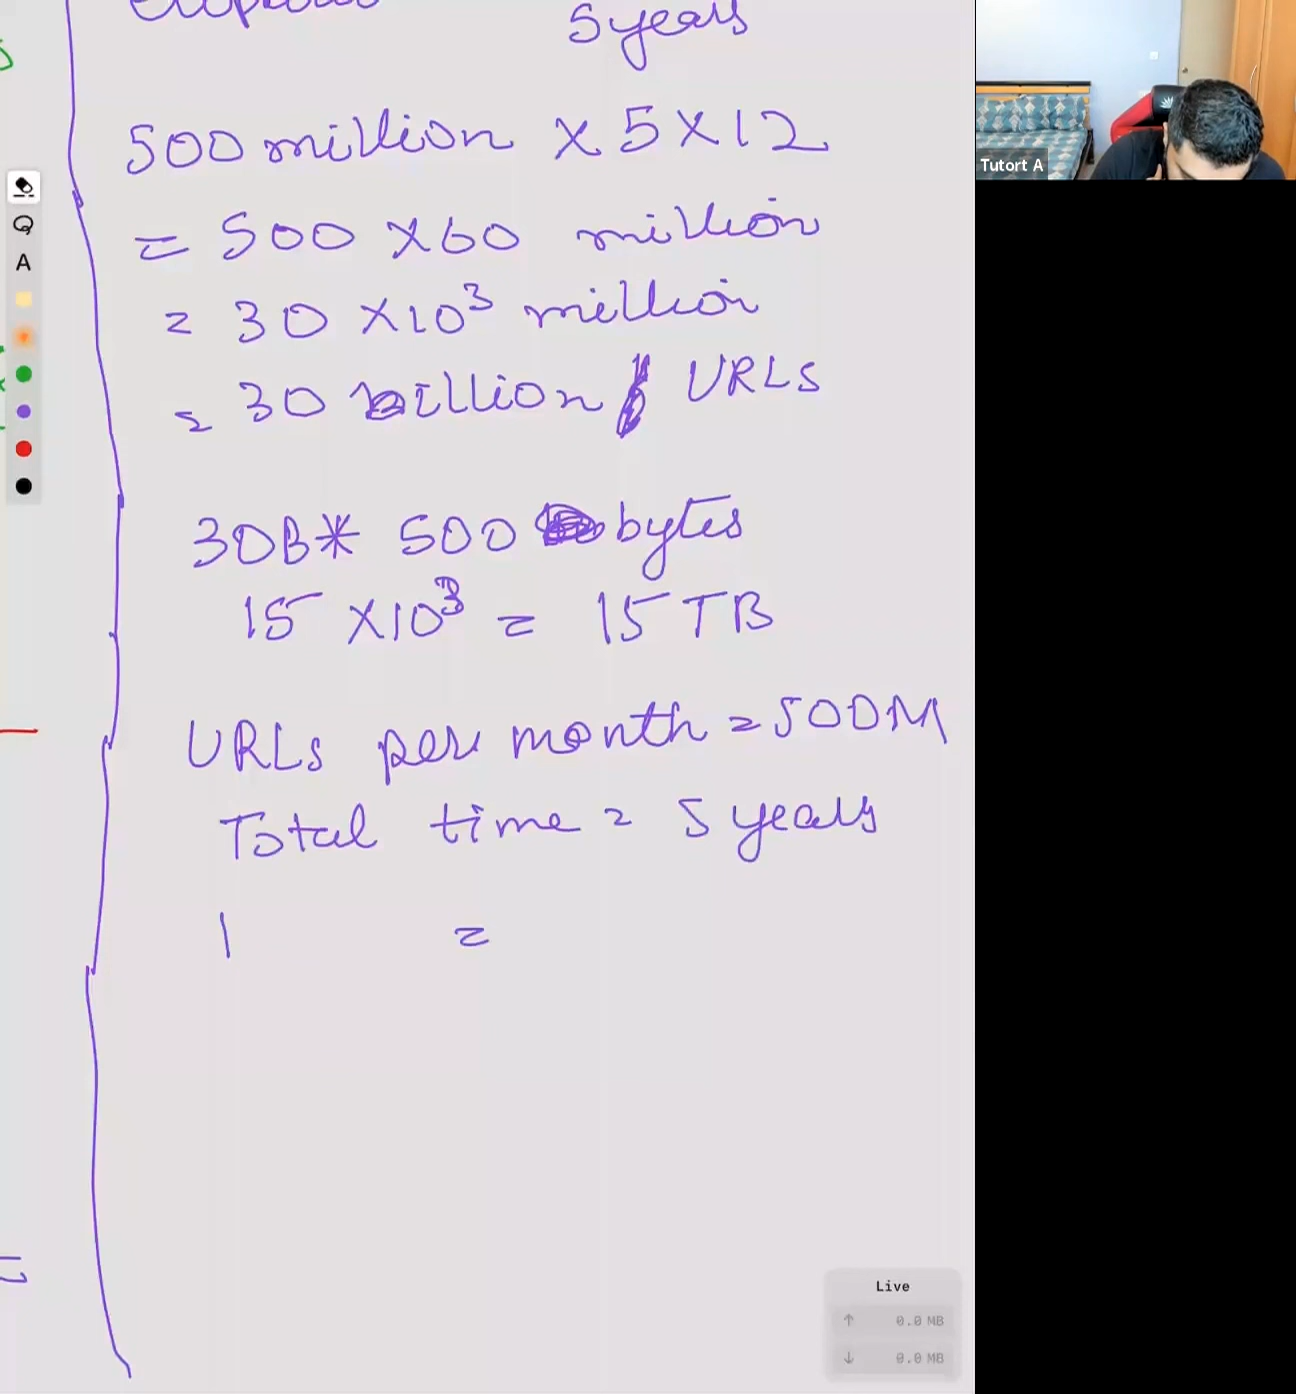 5 years
500 million × 5 × 12
= 500 × 60 million
= 30 × 10³ million
= 30 billion URLs
30B* 500 bytes
15 × 10³ = 15 TB
URLs per month = 500M
Total time = 5 years
1 =
A
Tutort A
Live
↑ 0.0 MB
↓ 0.0 MB